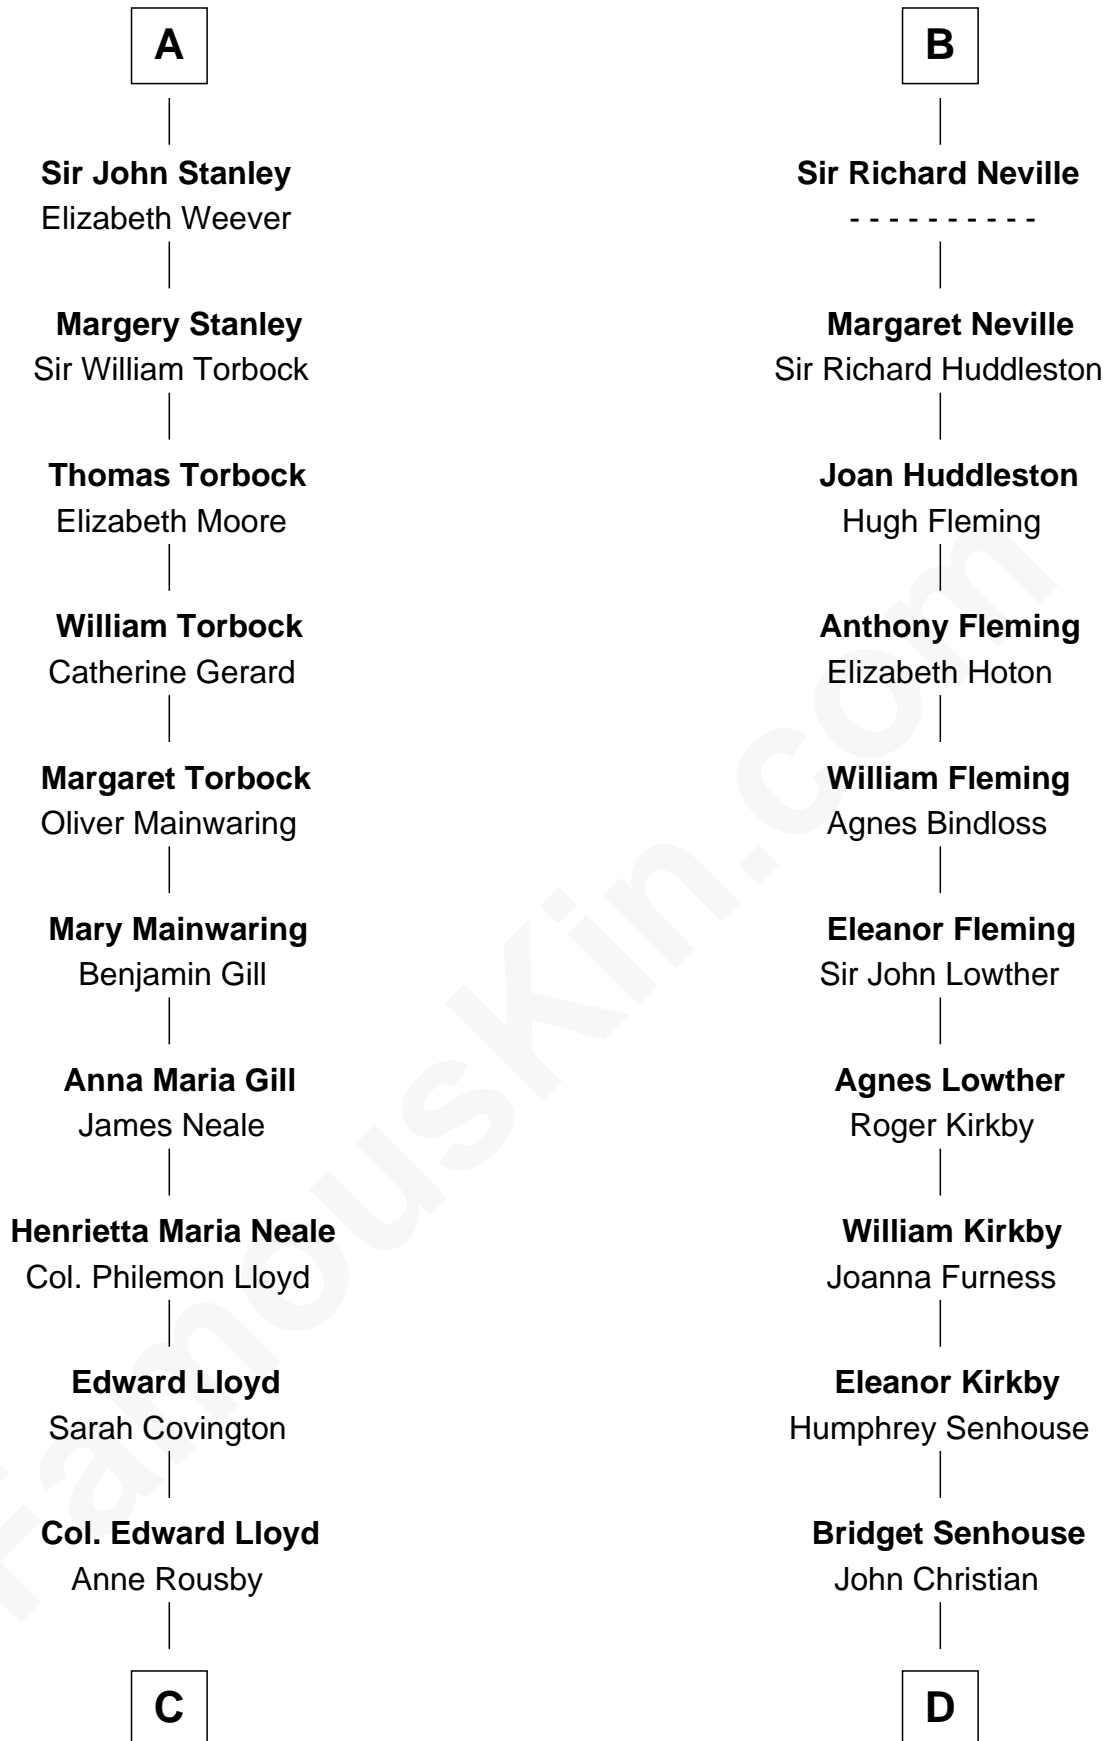 A
Sir John Stanley
Elizabeth Weever
Margery Stanley
Sir William Torbock
Thomas Torbock
Elizabeth Moore
William Torbock
Catherine Gerard
Margaret Torbock
Oliver Mainwaring
Mary Mainwaring
Benjamin Gill
Anna Maria Gill
James Neale
Henrietta Maria Neale
Col. Philemon Lloyd
Edward Lloyd
Sarah Covington
Col. Edward Lloyd
Anne Rousby
C
B
Sir Richard Neville
- - - - - - - - - -
Margaret Neville
Sir Richard Huddleston
Joan Huddleston
Hugh Fleming
Anthony Fleming
Elizabeth Hoton
William Fleming
Agnes Bindloss
Eleanor Fleming
Sir John Lowther
Agnes Lowther
Roger Kirkby
William Kirkby
Joanna Furness
Eleanor Kirkby
Humphrey Senhouse
Bridget Senhouse
John Christian
D
FamousKin.com